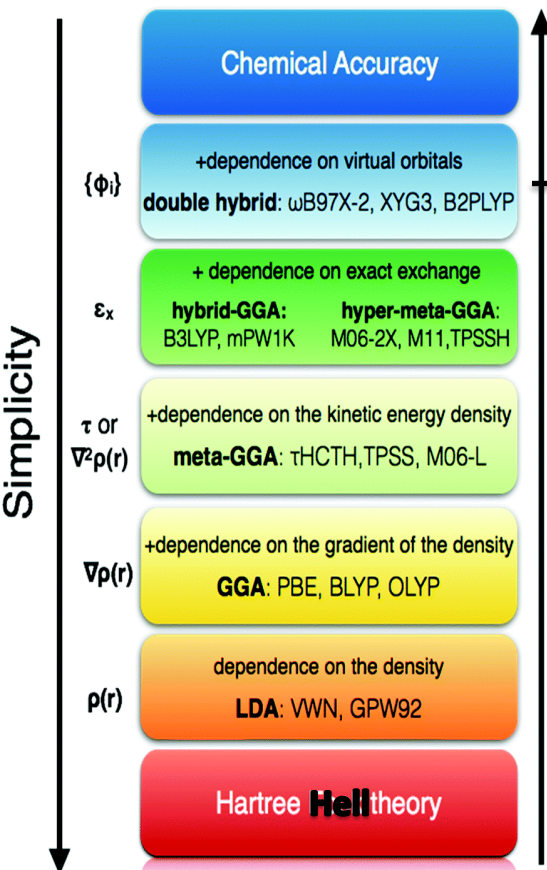 Chemical Accuracy
+dependence on virtual orbitals
{ϕi}
double hybrid: ωB97X-2, XYG3, B2PLYP
+ dependence on exact exchange
εx
hybrid-GGA:
B3LYP, mPW1K
hyper-meta-GGA:
M06-2X, M11,TPSSH
Simplicity
τ or
∇²ρ(r)
+dependence on the kinetic energy density
meta-GGA: τHCTH,TPSS, M06-L
∇ρ(r)
+dependence on the gradient of the density
GGA: PBE, BLYP, OLYP
ρ(r)
dependence on the density
LDA: VWN, GPW92
Hartree Hell theory